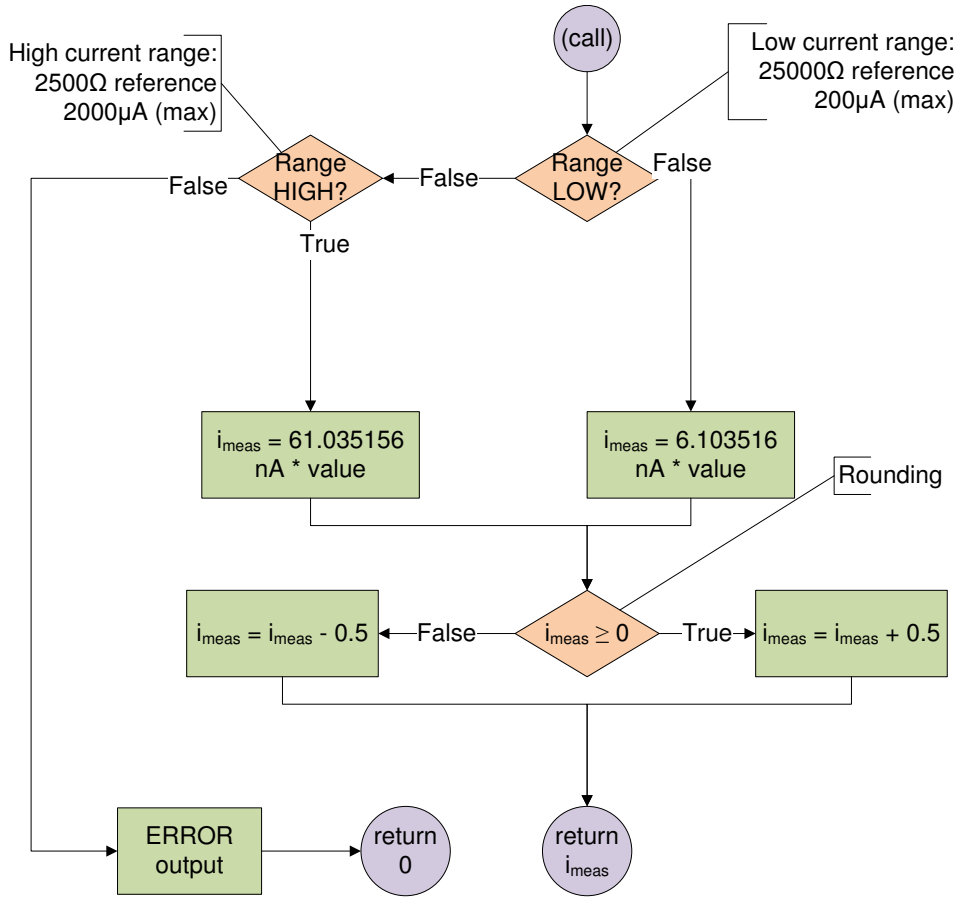 (call)
High current range:
2500Ω reference
2000µA (max)
Low current range:
25000Ω reference
200µA (max)
Range
HIGH?
Range
LOW?
False
False
False
True
imeas = 61.035156
nA * value
imeas = 6.103516
nA * value
Rounding
imeas = imeas - 0.5
False
imeas ≥ 0
True
imeas = imeas + 0.5
ERROR
output
return
0
return
imeas